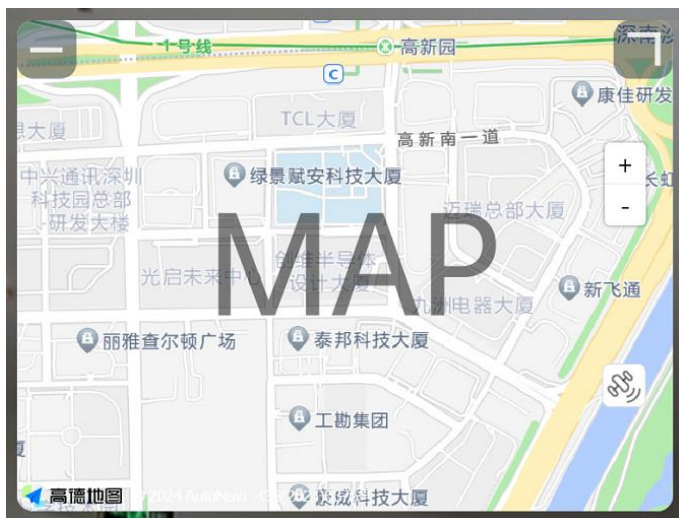 1号线
高新园
深南
C
康佳研发
TCL大厦
想大厦
高新南一道
+
中兴通讯深圳
科技园总部
-研发大楼
绿景赋安科技大厦
长虹
-
迈瑞总部大厦
MAP
光启未来中心
创维半导体
设计大厦
新飞通
九洲电器大厦
丽雅查尔顿广场
泰邦科技大厦
工勘集团
厦
高德地图
2024 AutoNavi
康威科技大厦